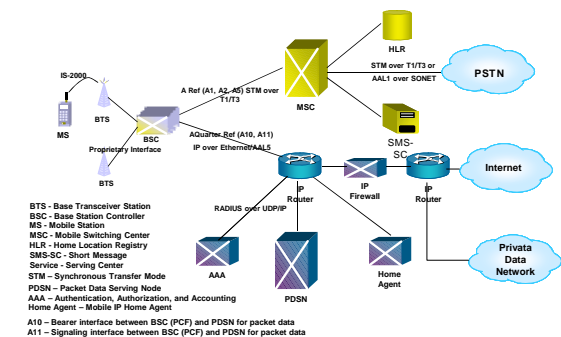 HLR
IS-2000
STM over T1/T3 or
AAL1 over SONET
PSTN
A Ref (A1, A2, A5) STM over
T1/T3
MSC
BTS
MS
BSC
AQuarter Ref (A10, A11)
SMS-
SC
Proprietary Interface
IP over Ethernet/AAL5
BTS
IP
Router
IP
Firewall
IP
Router
Internet
RADIUS over UDP/IP
AAA
PDSN
Home
Agent
Privata
Data
Network
BTS - Base Transceiver Station
BSC - Base Station Controller
MS - Mobile Station
MSC - Mobile Switching Center
HLR - Home Location Registry
SMS-SC - Short Message
Service - Serving Center
STM – Synchronous Transfer Mode
PDSN – Packet Data Serving Node
AAA – Authentication, Authorization, and Accounting
Home Agent – Mobile IP Home Agent
A10 – Bearer interface between BSC (PCF) and PDSN for packet data
A11 – Signaling interface between BSC (PCF) and PDSN for packet data